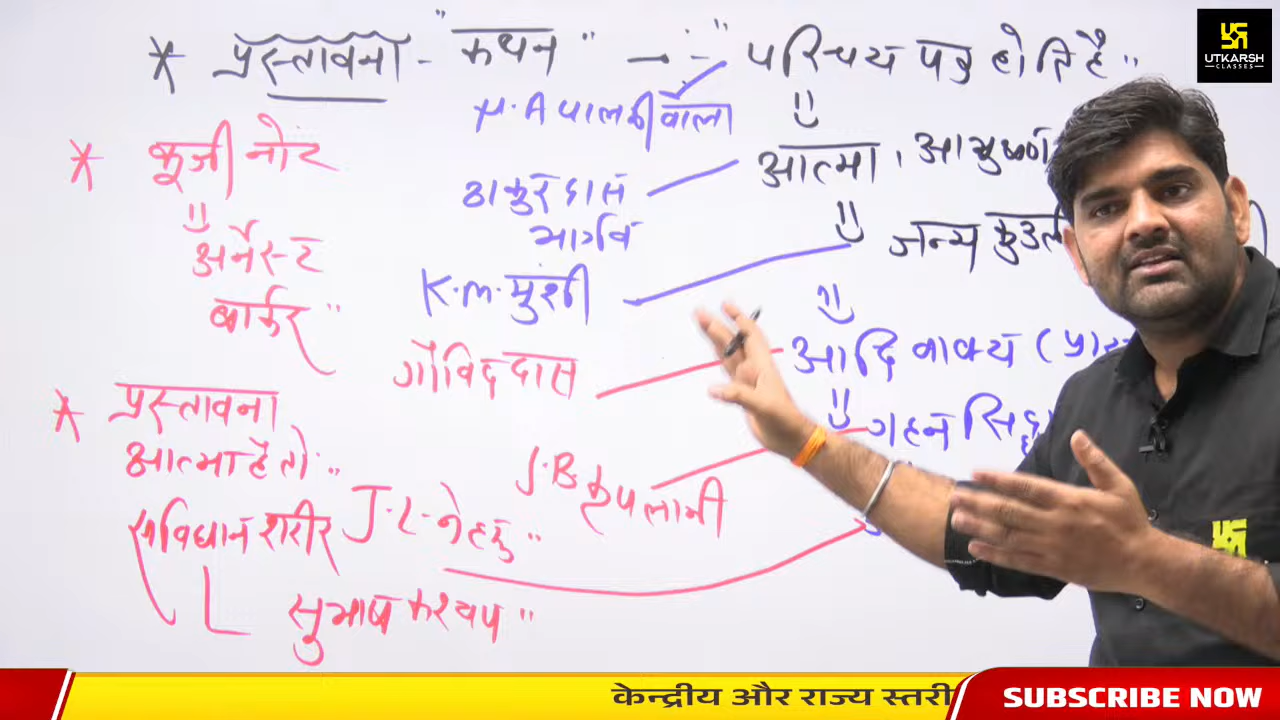 * प्रस्तावना - "कथन" → :- "परिचय पत्र होति है"
N.A पालकीवाला
* कूजी नोट
=
अर्नेस्ट
बार्कर"
ठाकुर दास
भार्गव
= आत्मा, आभुषण
K.M. मुंशी
= जन्म कुंडली
गोविंद दास
= आदि वाक्य (
= गहन
J.B कृपलानी
* प्रस्तावना
आत्मा है तो"
संविधान शरीर
J.L. नेहरू"
सुभाष कश्यप"
UTKARSH
CLASSES
केन्द्रीय और राज्य स्तरी
SUBSCRIBE NOW